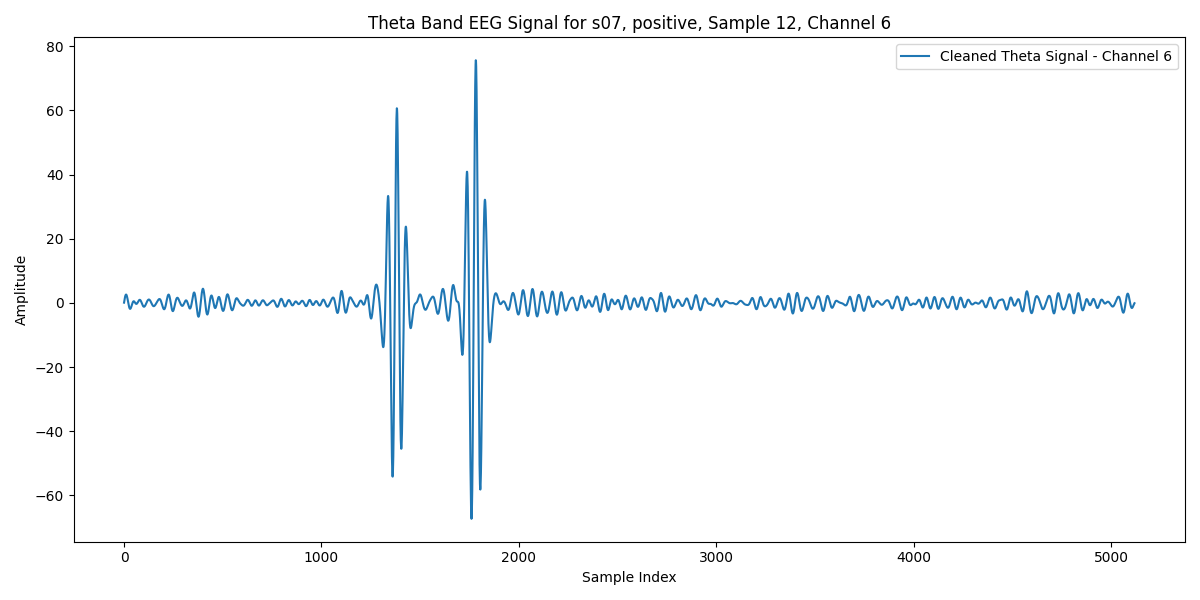 Theta Band EEG Signal for s07, positive, Sample 12, Channel 6
Cleaned Theta Signal - Channel 6
Amplitude
80
60
40
20
0
−20
−40
−60
0 1000 2000 3000 4000 5000
Sample Index